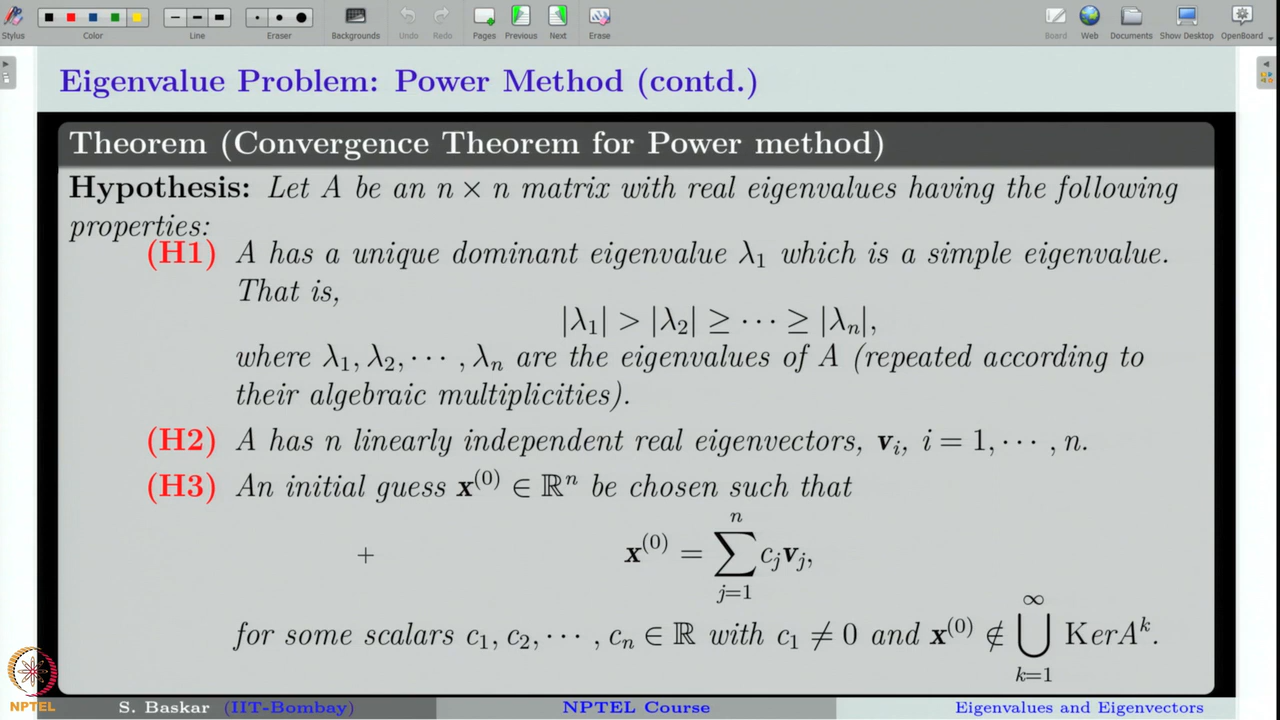 Stylus Color Line Eraser Backgrounds Undo Redo Pages Previous Next Erase Board Web Documents Show Desktop OpenBoard
Eigenvalue Problem: Power Method (contd.)
Theorem (Convergence Theorem for Power method)
Hypothesis: Let A be an n × n matrix with real eigenvalues having the following
properties:
(H1) A has a unique dominant eigenvalue λ₁ which is a simple eigenvalue.
That is,
|λ₁| > |λ₂| ≥ ··· ≥ |λₙ|,
where λ₁, λ₂, ··· , λₙ are the eigenvalues of A (repeated according to
their algebraic multiplicities).
(H2) A has n linearly independent real eigenvectors, vᵢ, i = 1, ··· , n.
(H3) An initial guess x⁽⁰⁾ ∈ ℝⁿ be chosen such that
x⁽⁰⁾ = ∑_{j=1}^{n} cⱼvⱼ,
for some scalars c₁, c₂, ··· , cₙ ∈ ℝ with c₁ ≠ 0 and x⁽⁰⁾ ∉ ⋃_{k=1}^{∞} KerAᵏ.
NPTEL
S. Baskar (IIT-Bombay) NPTEL Course Eigenvalues and Eigenvectors